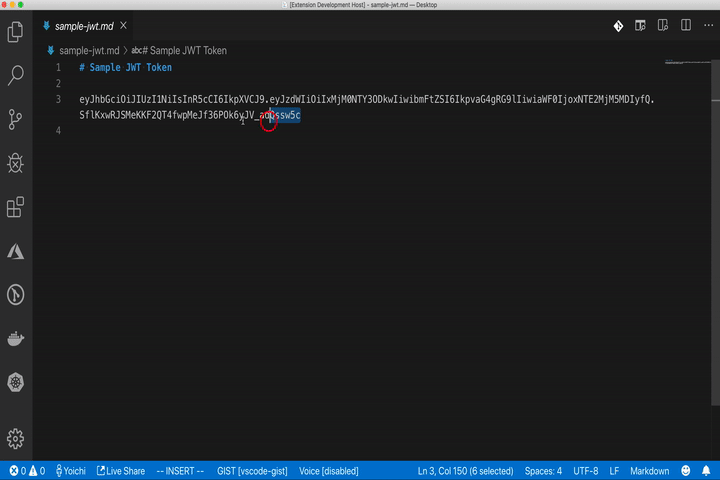 [Extension Development Host] - sample-jwt.md — Desktop
sample-jwt.md
sample-jwt.md > abc# Sample JWT Token
1 # Sample JWT Token
2
3 eyJhbGciOiJIUzI1NiIsInR5cCI6IkpXVCJ9.eyJzdWIiOiIxMjM0NTY3ODkwIiwibmFtZSI6IkpvaG4gRG9lIiwiaWF0IjoxNTE2MjM5MDIyfQ.
SflKxwRJSMeKKF2QT4fwpMeJf36POk6yJV_adQssw5c
4
0 0 Yoichi Live Share -- INSERT -- GIST [vscode-gist] Voice [disabled] Ln 3, Col 150 (6 selected) Spaces: 4 UTF-8 LF Markdown